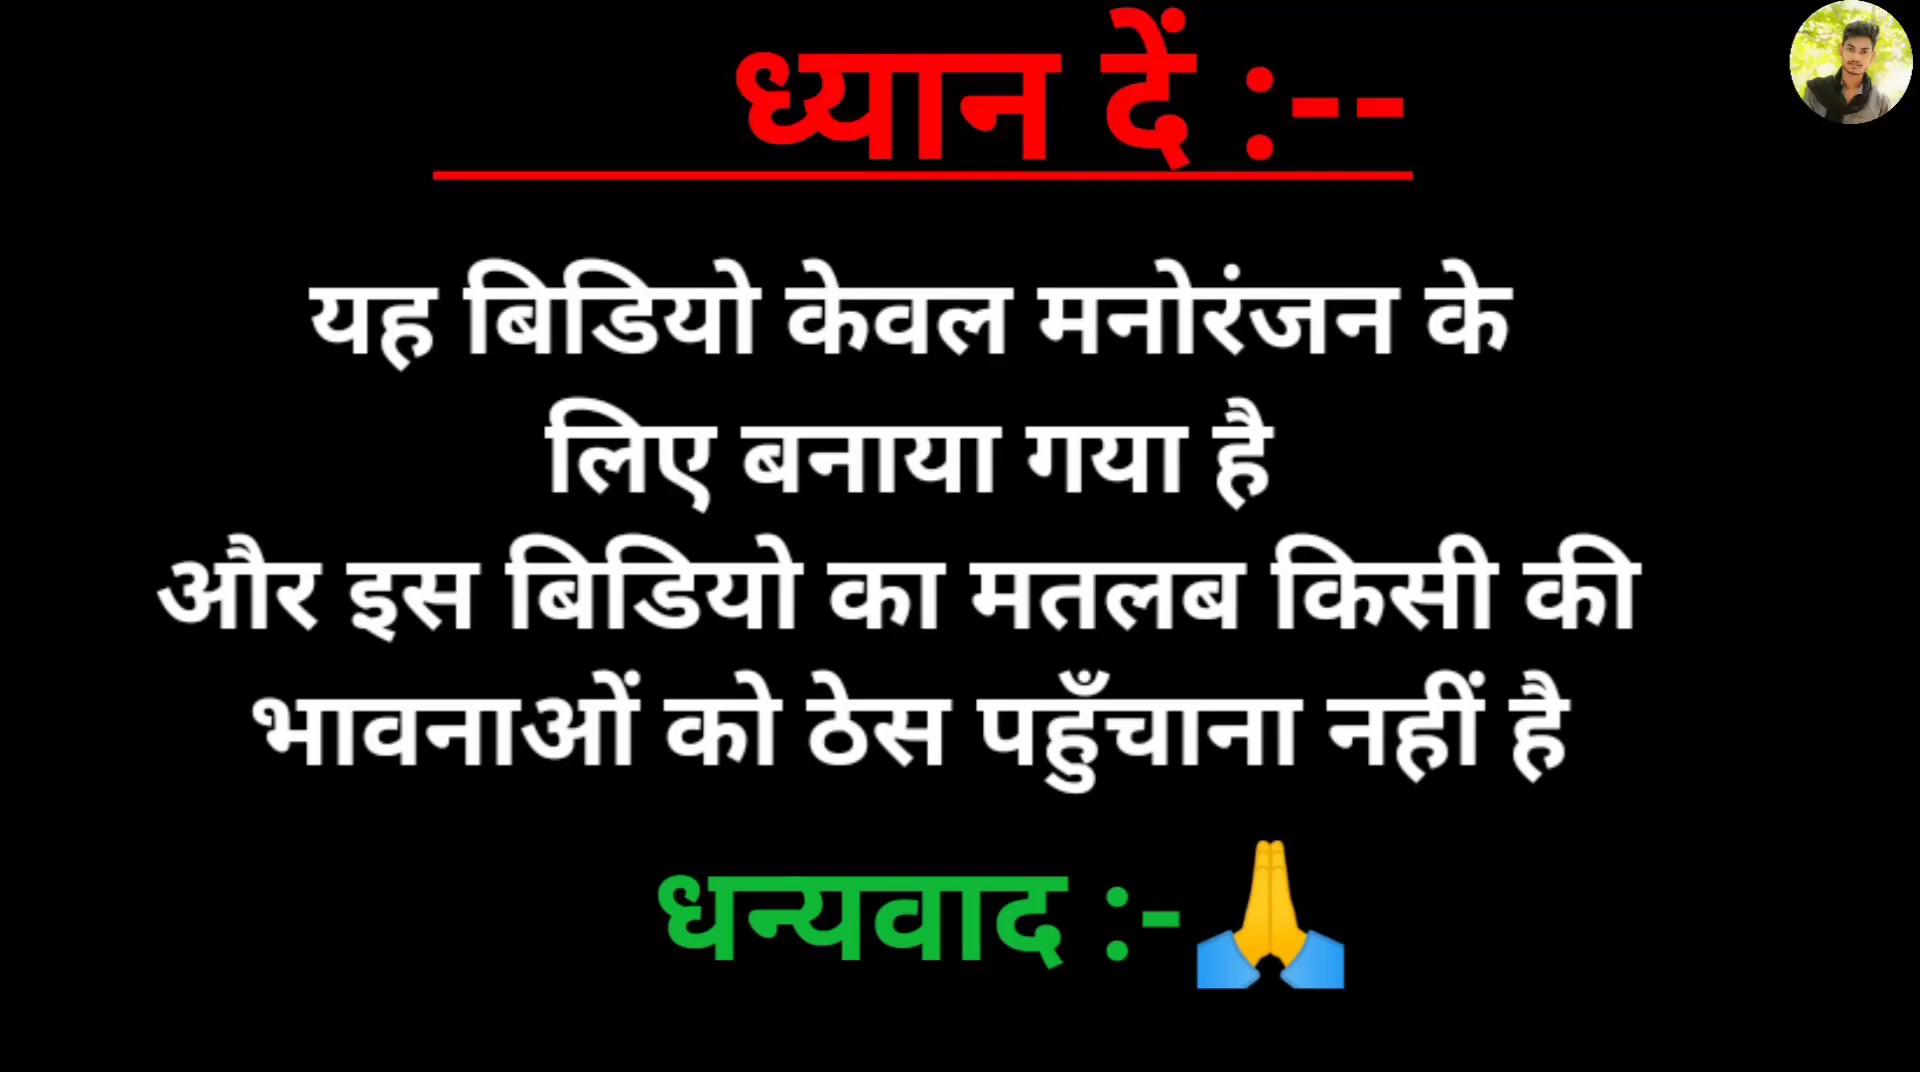 ध्यान दें :--
यह बिडियो केवल मनोरंजन के
लिए बनाया गया है
और इस बिडियो का मतलब किसी की
भावनाओं को ठेस पहुँचाना नहीं है
धन्यवाद :-🙏